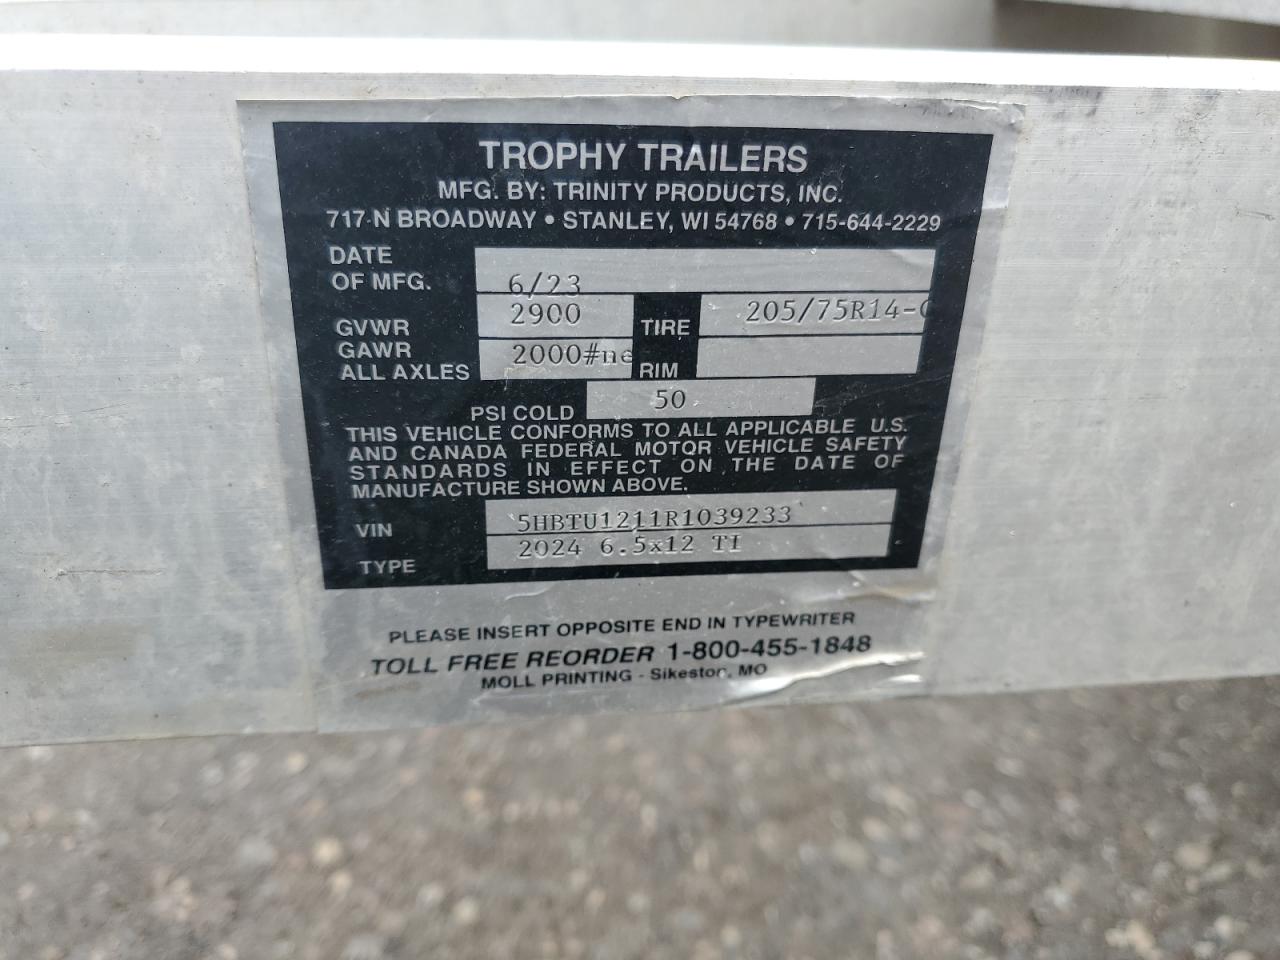 TROPHY TRAILERS
MFG. BY: TRINITY PRODUCTS, INC.
717 N BROADWAY • STANLEY, WI 54768 • 715-644-2229
DATE
OF MFG. 6/23
GVWR 2900 TIRE 205/75R14-C
GAWR
ALL AXLES 2000#ne RIM
PSI COLD 50
THIS VEHICLE CONFORMS TO ALL APPLICABLE U.S.
AND CANADA FEDERAL MOTOR VEHICLE SAFETY
STANDARDS IN EFFECT ON THE DATE OF
MANUFACTURE SHOWN ABOVE.
VIN 5HBTU1211R1039233
TYPE 2024 6.5x12 TI
PLEASE INSERT OPPOSITE END IN TYPEWRITER
TOLL FREE REORDER 1-800-455-1848
MOLL PRINTING - Sikeston, MO